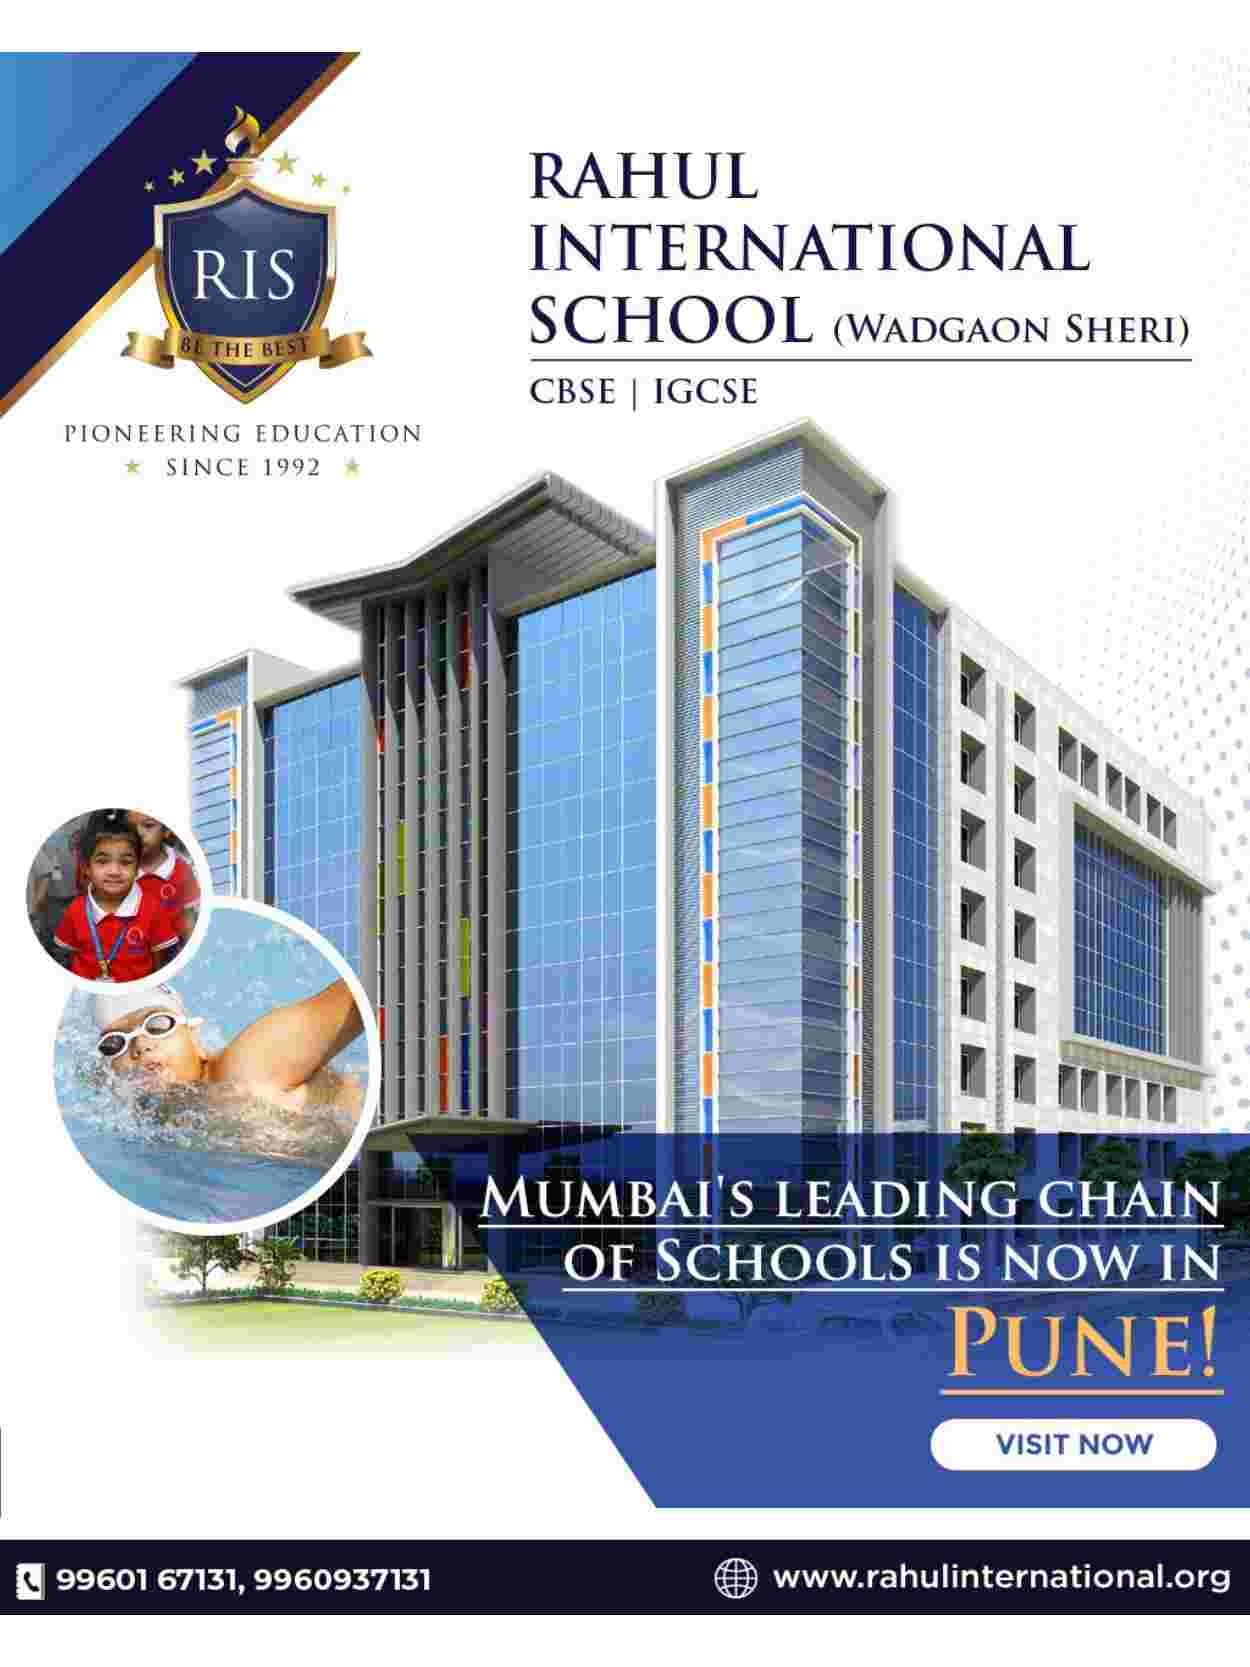 RIS
BE THE BEST
PIONEERING EDUCATION
SINCE 1992
RAHUL
INTERNATIONAL
SCHOOL (WADGAON SHERI)
CBSE | IGCSE
MUMBAI'S LEADING CHAIN
OF SCHOOLS IS NOW IN
PUNE!
VISIT NOW
99601 67131, 9960937131
www.rahulinternational.org